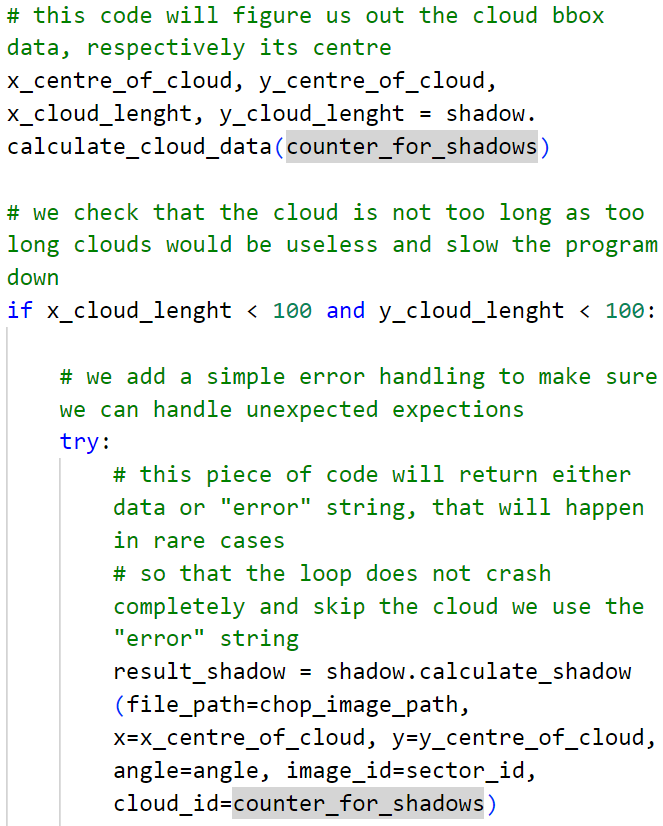 # this code will figure us out the cloud bbox
data, respectively its centre
x_centre_of_cloud, y_centre_of_cloud,
x_cloud_lenght, y_cloud_lenght = shadow.
calculate_cloud_data(counter_for_shadows)
# we check that the cloud is not too long as too
long clouds would be useless and slow the program
down
if x_cloud_lenght < 100 and y_cloud_lenght < 100:
# we add a simple error handling to make sure
we can handle unexpected expections
try:
# this piece of code will return either
data or "error" string, that will happen
in rare cases
# so that the loop does not crash
completely and skip the cloud we use the
"error" string
result_shadow = shadow.calculate_shadow
(file_path=chop_image_path,
x=x_centre_of_cloud, y=y_centre_of_cloud,
angle=angle, image_id=sector_id,
cloud_id=counter_for_shadows)